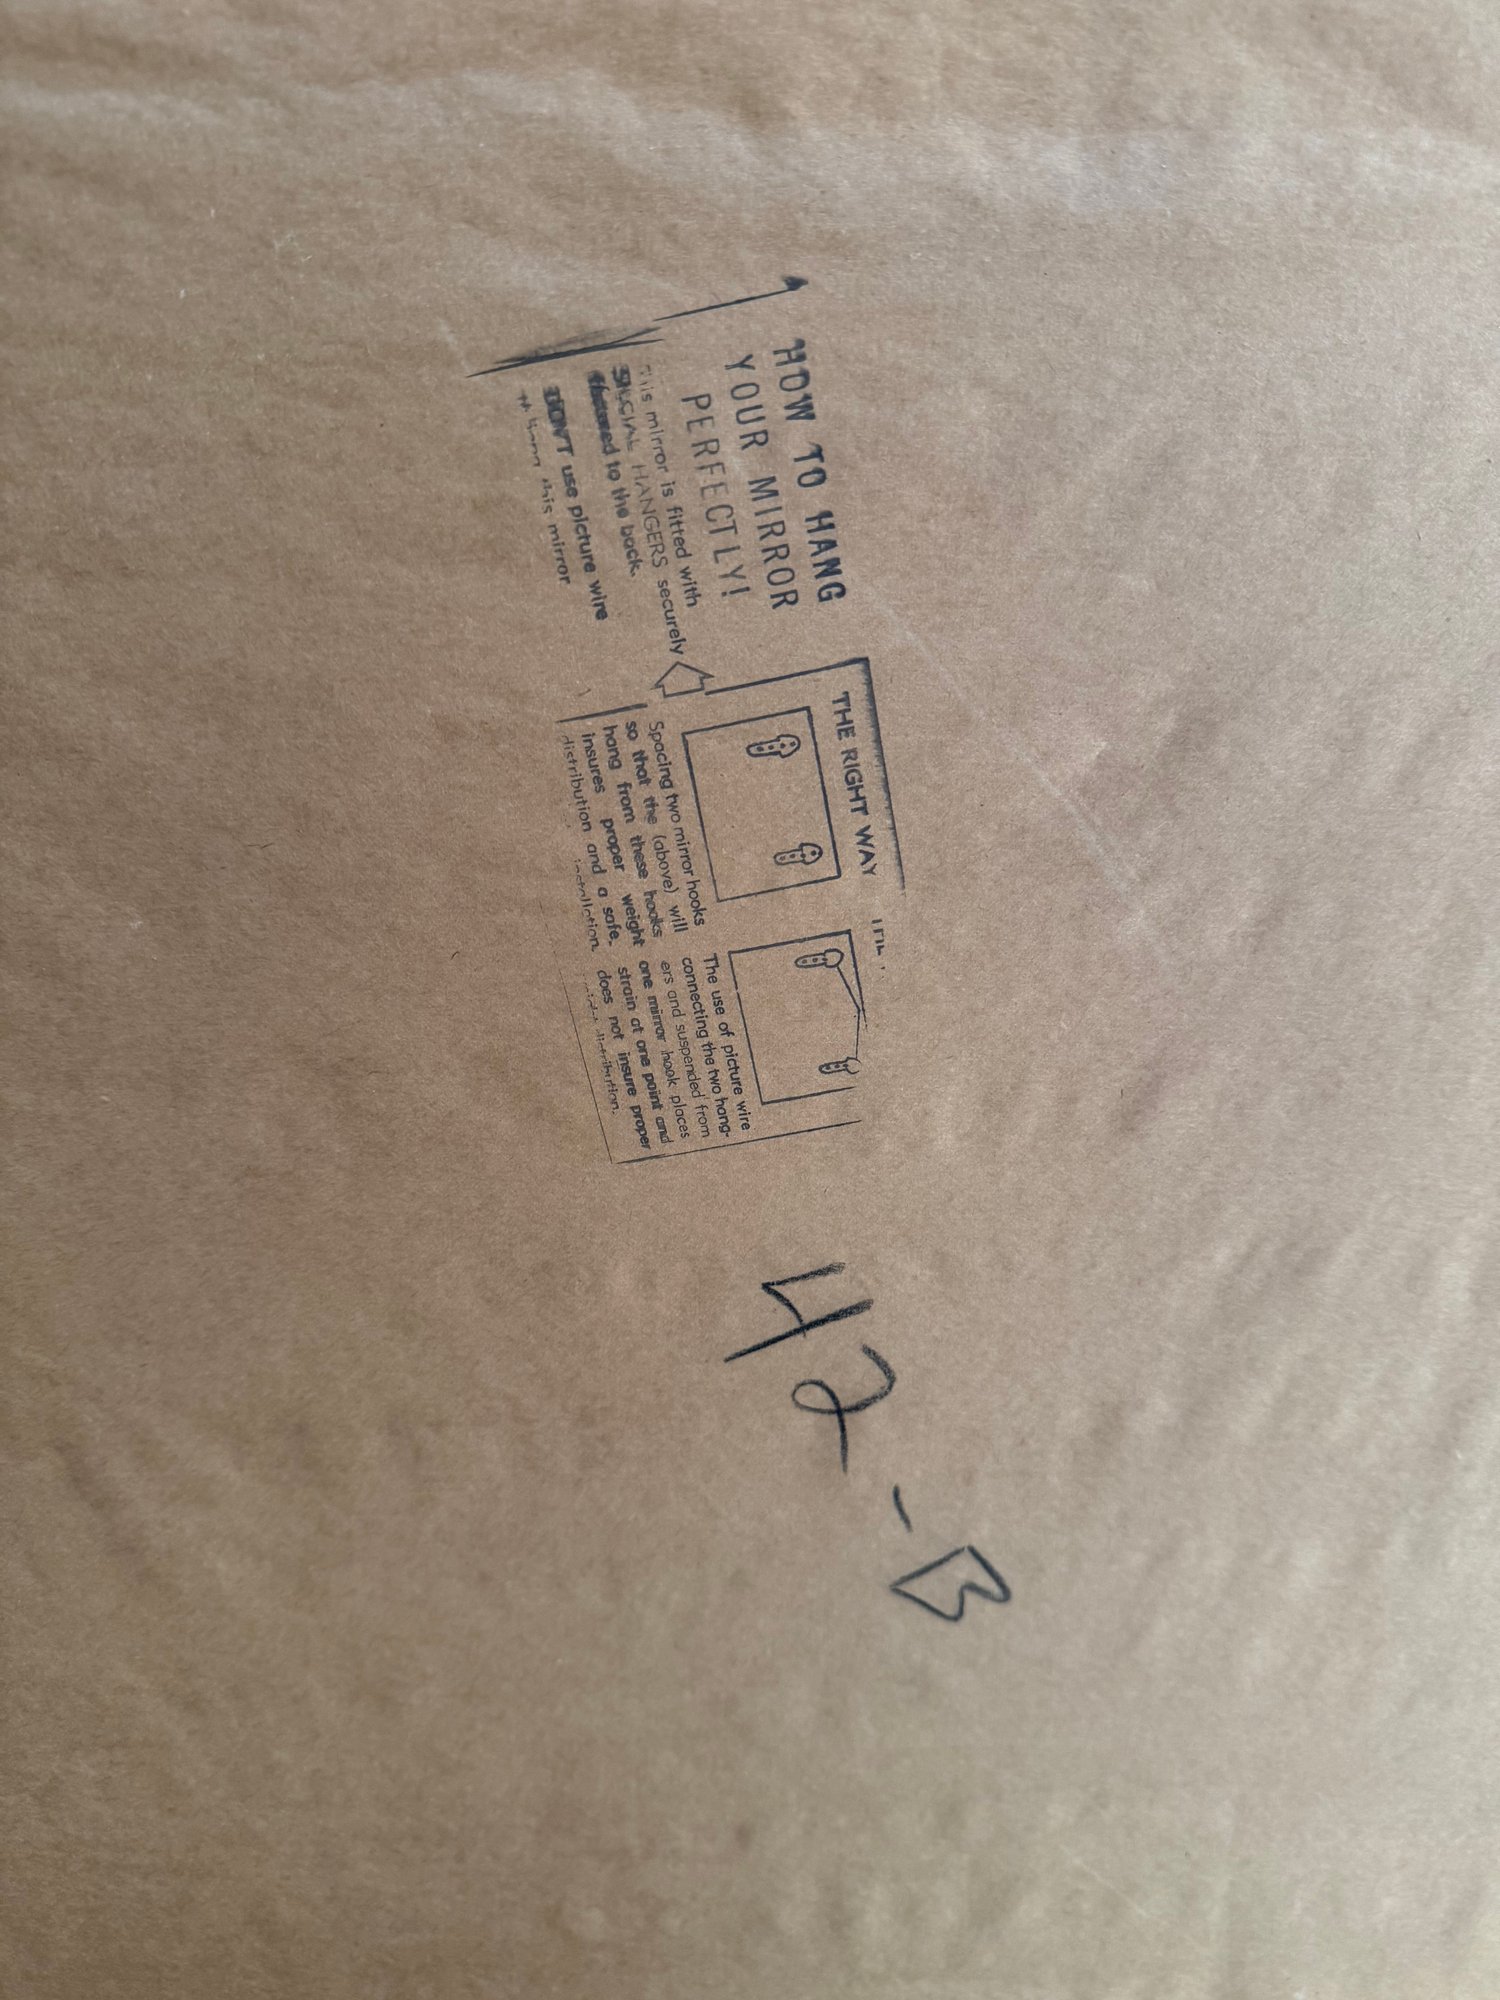 HOW TO HANG
YOUR MIRROR
PERFECTLY!
This mirror is fitted with
SPECIAL HANGERS securely
fastened to the back.
DON'T use picture wire
this mirror
THE RIGHT WAY
Spacing two mirror hooks
so that the (above) will
hang from these hooks
insures proper weight
distribution and a safe,
installation.
The use of picture wire
connecting the two hang-
ers and suspended from
one mirror hook places
strain at one point and
does not insure proper
distribution.
42-B